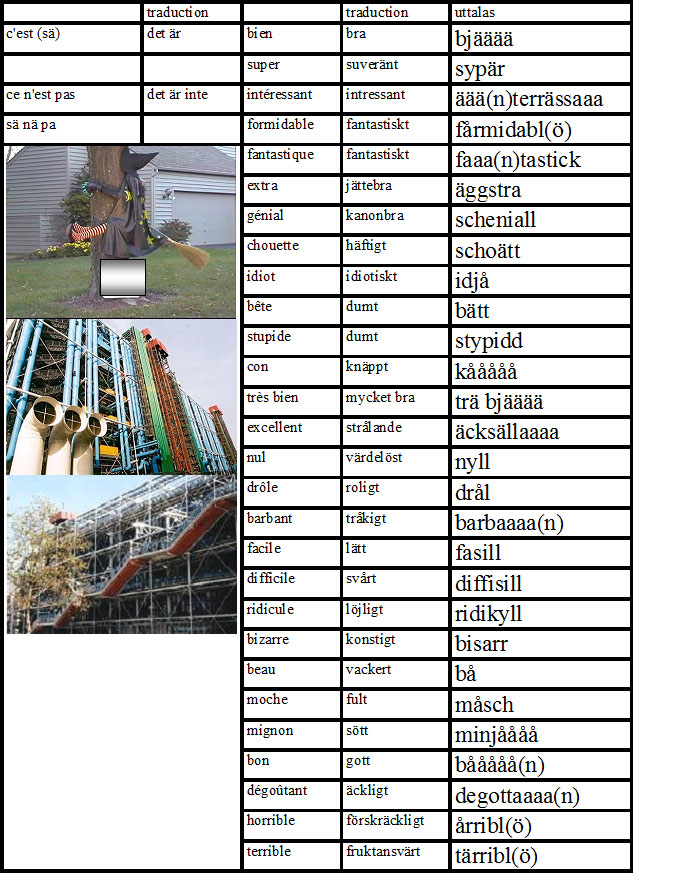 traduction traduction uttalas
c'est (sä) det är bien bra bjäää
super suveränt sypär
ce n'est pas det är inte intéressant intressant äää(n)terrässaaa
sä nä pa formidable fantastiskt fårmidabl(ö)
fantastique fantastiskt faaa(n)tastick
extra jättebra äggstra
génial kanonbra scheniall
chouette häftigt schoätt
idiot idiotiskt idjå
bête dumt bätt
stupide dumt stypidd
con knäppt kååååå
très bien mycket bra trä bjäää
excellent strålande äcksällaaaa
nul värdelöst nyll
drôle roligt drål
barbant tråkigt barbaaaa(n)
facile lätt fasill
difficile svårt diffisill
ridicule löjligt ridikyll
bizarre konstigt bisarr
beau vackert bå
moche fult måsch
mignon sött minjåååå
bon gott bååååå(n)
dégoûtant äckligt degottaaaa(n)
horrible förskräckligt årribl(ö)
terrible fruktansvärt tärribl(ö)